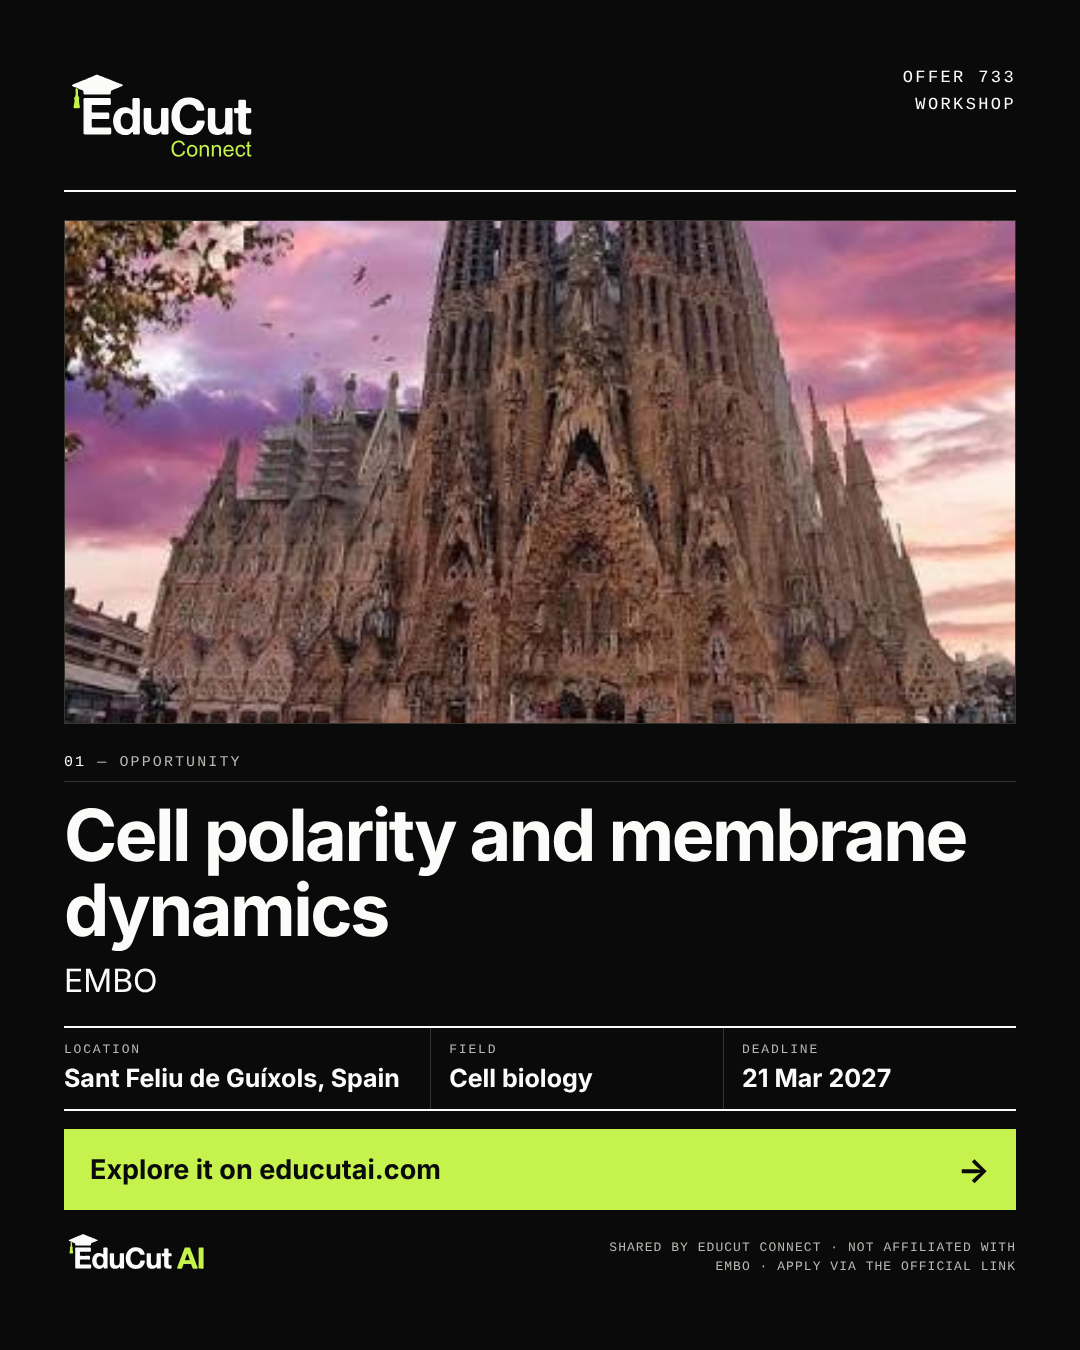 EduCut
Connect
OFFER 733
WORKSHOP
01 — OPPORTUNITY
Cell polarity and membrane
dynamics
EMBO
LOCATION
Sant Feliu de Guíxols, Spain
FIELD
Cell biology
DEADLINE
21 Mar 2027
Explore it on educutai.com →
EduCut AI
SHARED BY EDUCUT CONNECT · NOT AFFILIATED WITH
EMBO · APPLY VIA THE OFFICIAL LINK